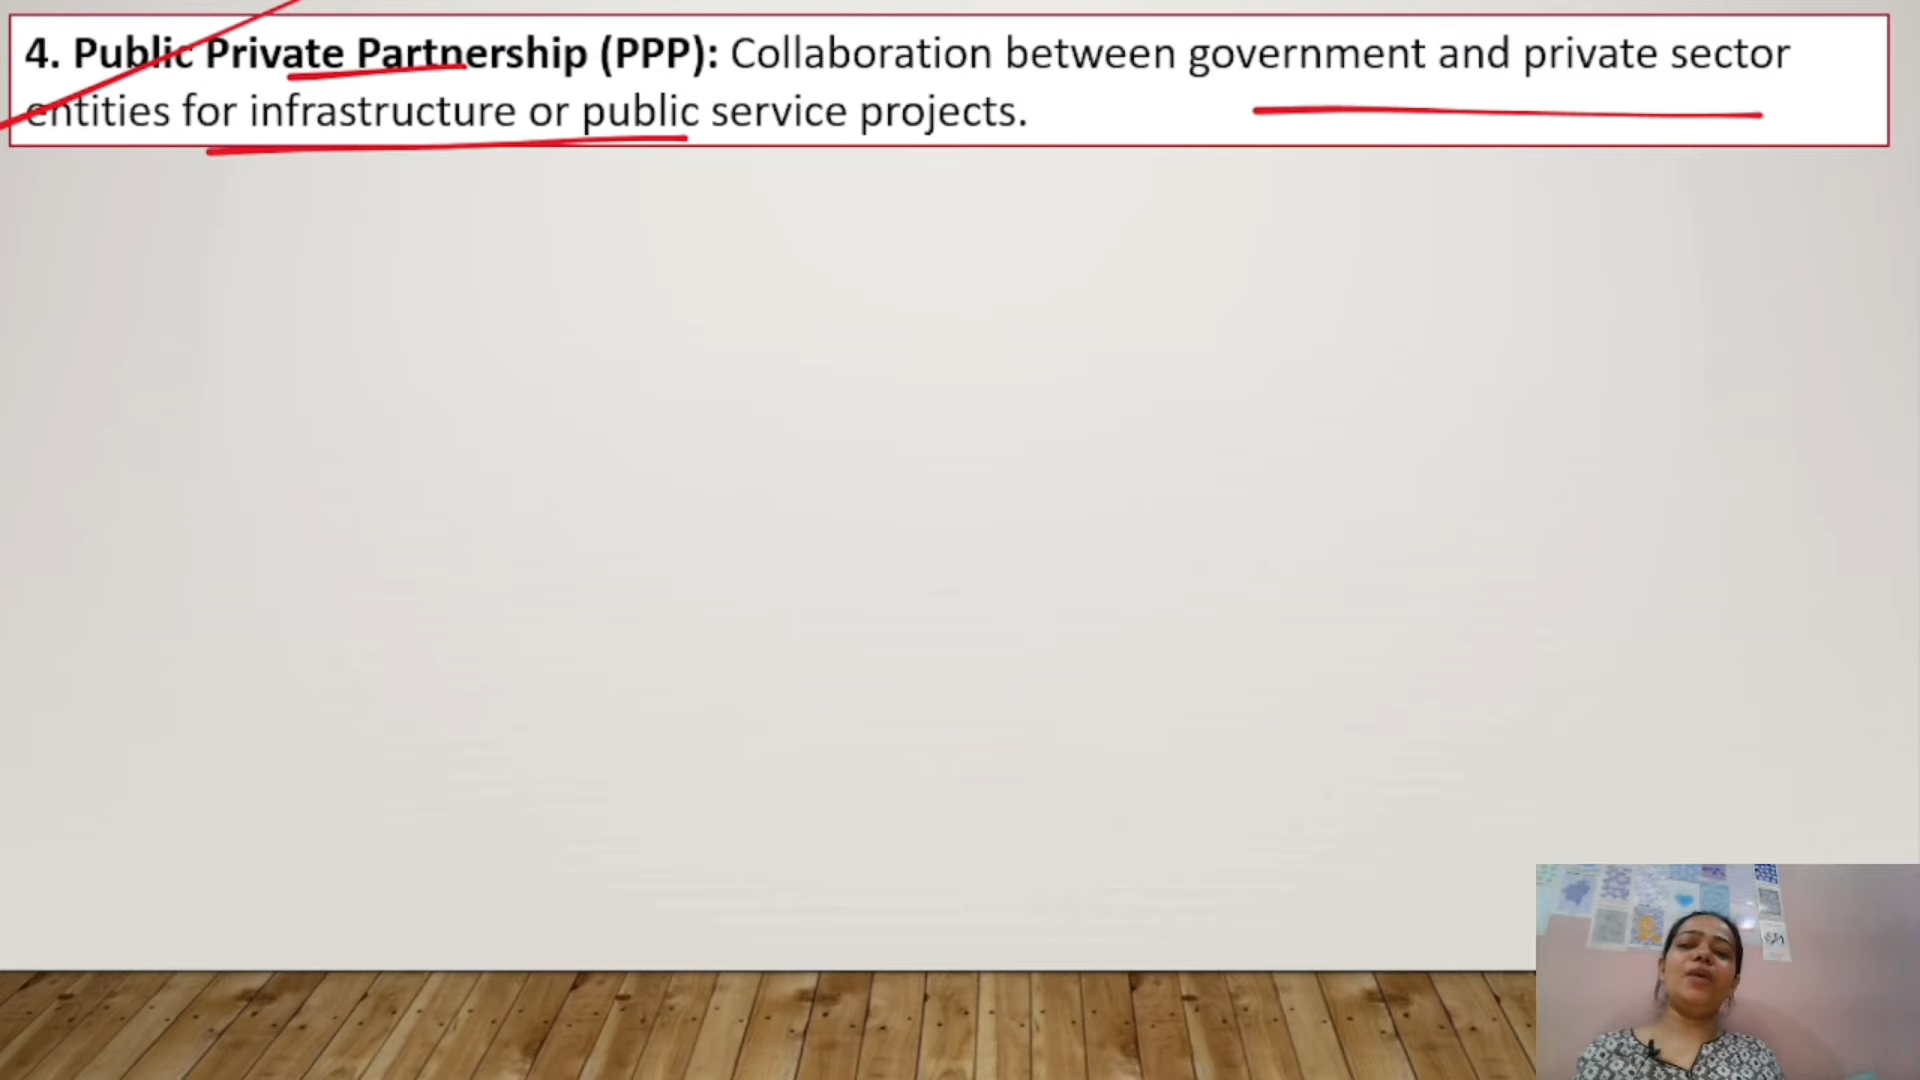 4. Public Private Partnership (PPP): Collaboration between government and private sector
entities for infrastructure or public service projects.